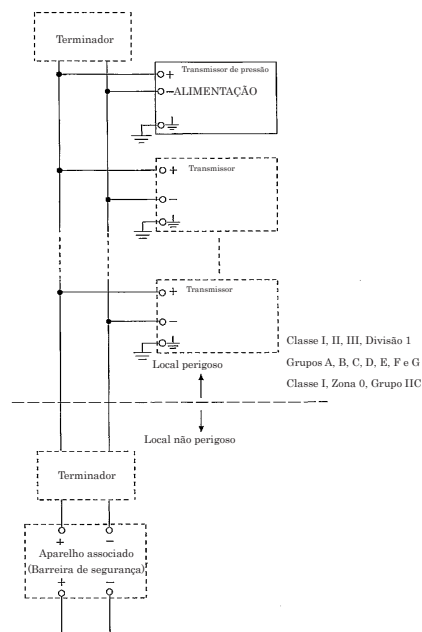 Terminador
Transmissor de pressão
+
−ALIMENTAÇÃO
Transmissor
+
−
Transmissor
+
−
Classe I, II, III, Divisão 1
Grupos A, B, C, D, E, F e G
Classe I, Zona 0, Grupo IIC
Local perigoso
Local não perigoso
Terminador
+ −
Aparelho associado
(Barreira de segurança)
+ −